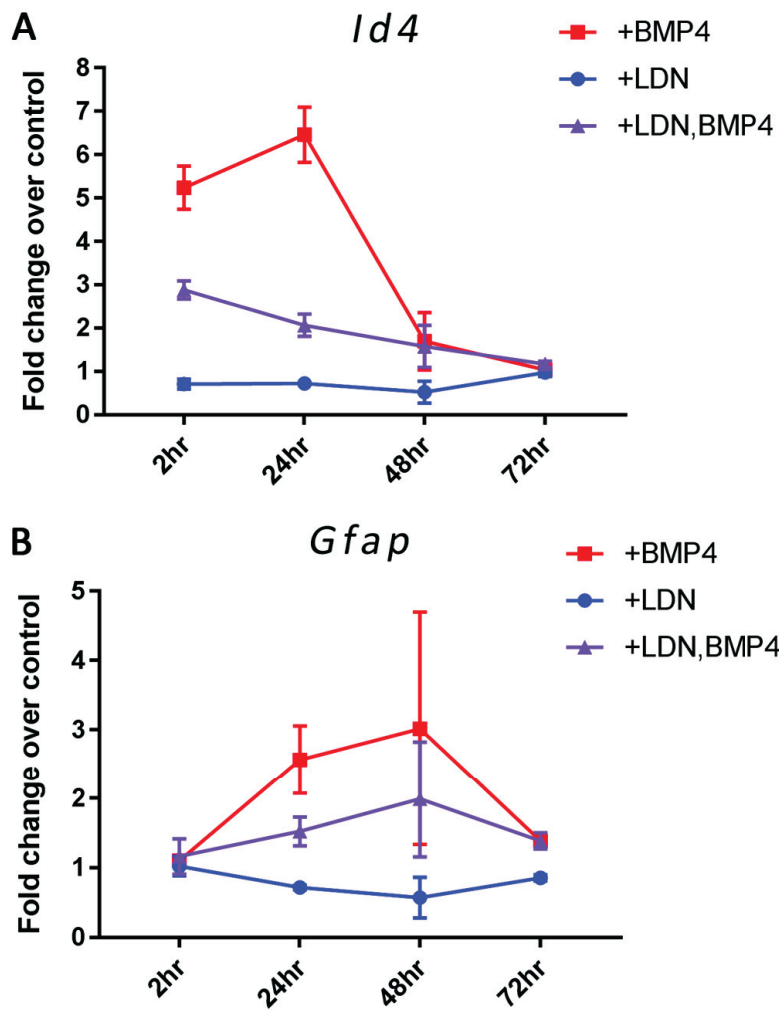 A
Id4
+BMP4
+LDN
+LDN,BMP4
Fold change over control
8
7
6
5
4
3
2
1
0
2hr
24hr
48hr
72hr
B
Gfap
+BMP4
+LDN
+LDN,BMP4
Fold change over control
5
4
3
2
1
0
2hr
24hr
48hr
72hr